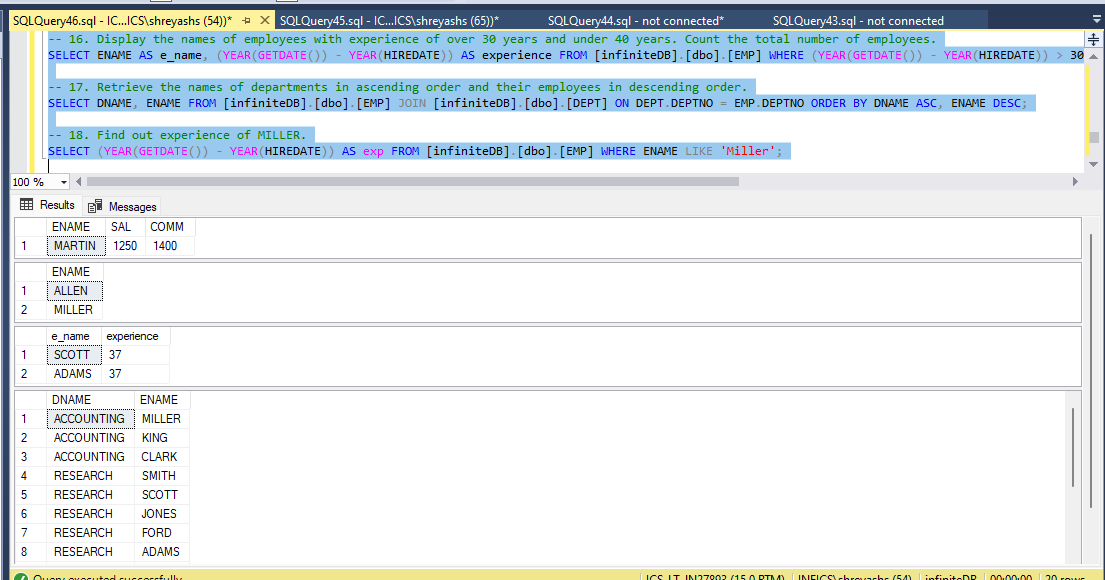 SQLQuery46.sql - IC...ICS\shreyashs (54))* SQLQuery45.sql - IC...ICS\shreyashs (65))* SQLQuery44.sql - not connected* SQLQuery43.sql - not connected
-- 16. Display the names of employees with experience of over 30 years and under 40 years. Count the total number of employees.
SELECT ENAME AS e_name, (YEAR(GETDATE()) - YEAR(HIREDATE)) AS experience FROM [infiniteDB].[dbo].[EMP] WHERE (YEAR(GETDATE()) - YEAR(HIREDATE)) > 30
-- 17. Retrieve the names of departments in ascending order and their employees in descending order.
SELECT DNAME, ENAME FROM [infiniteDB].[dbo].[EMP] JOIN [infiniteDB].[dbo].[DEPT] ON DEPT.DEPTNO = EMP.DEPTNO ORDER BY DNAME ASC, ENAME DESC;
-- 18. Find out experience of MILLER.
SELECT (YEAR(GETDATE()) - YEAR(HIREDATE)) AS exp FROM [infiniteDB].[dbo].[EMP] WHERE ENAME LIKE 'Miller';
100 %
Results Messages
ENAME SAL COMM
1 MARTIN 1250 1400
ENAME
1 ALLEN
2 MILLER
e_name experience
1 SCOTT 37
2 ADAMS 37
DNAME ENAME
1 ACCOUNTING MILLER
2 ACCOUNTING KING
3 ACCOUNTING CLARK
4 RESEARCH SMITH
5 RESEARCH SCOTT
6 RESEARCH JONES
7 RESEARCH FORD
8 RESEARCH ADAMS
Query executed successfully. ICS-LT-IN27893 (15.0 RTM) INFICS\shreyashs (54) infiniteDB 00:00:00 20 rows